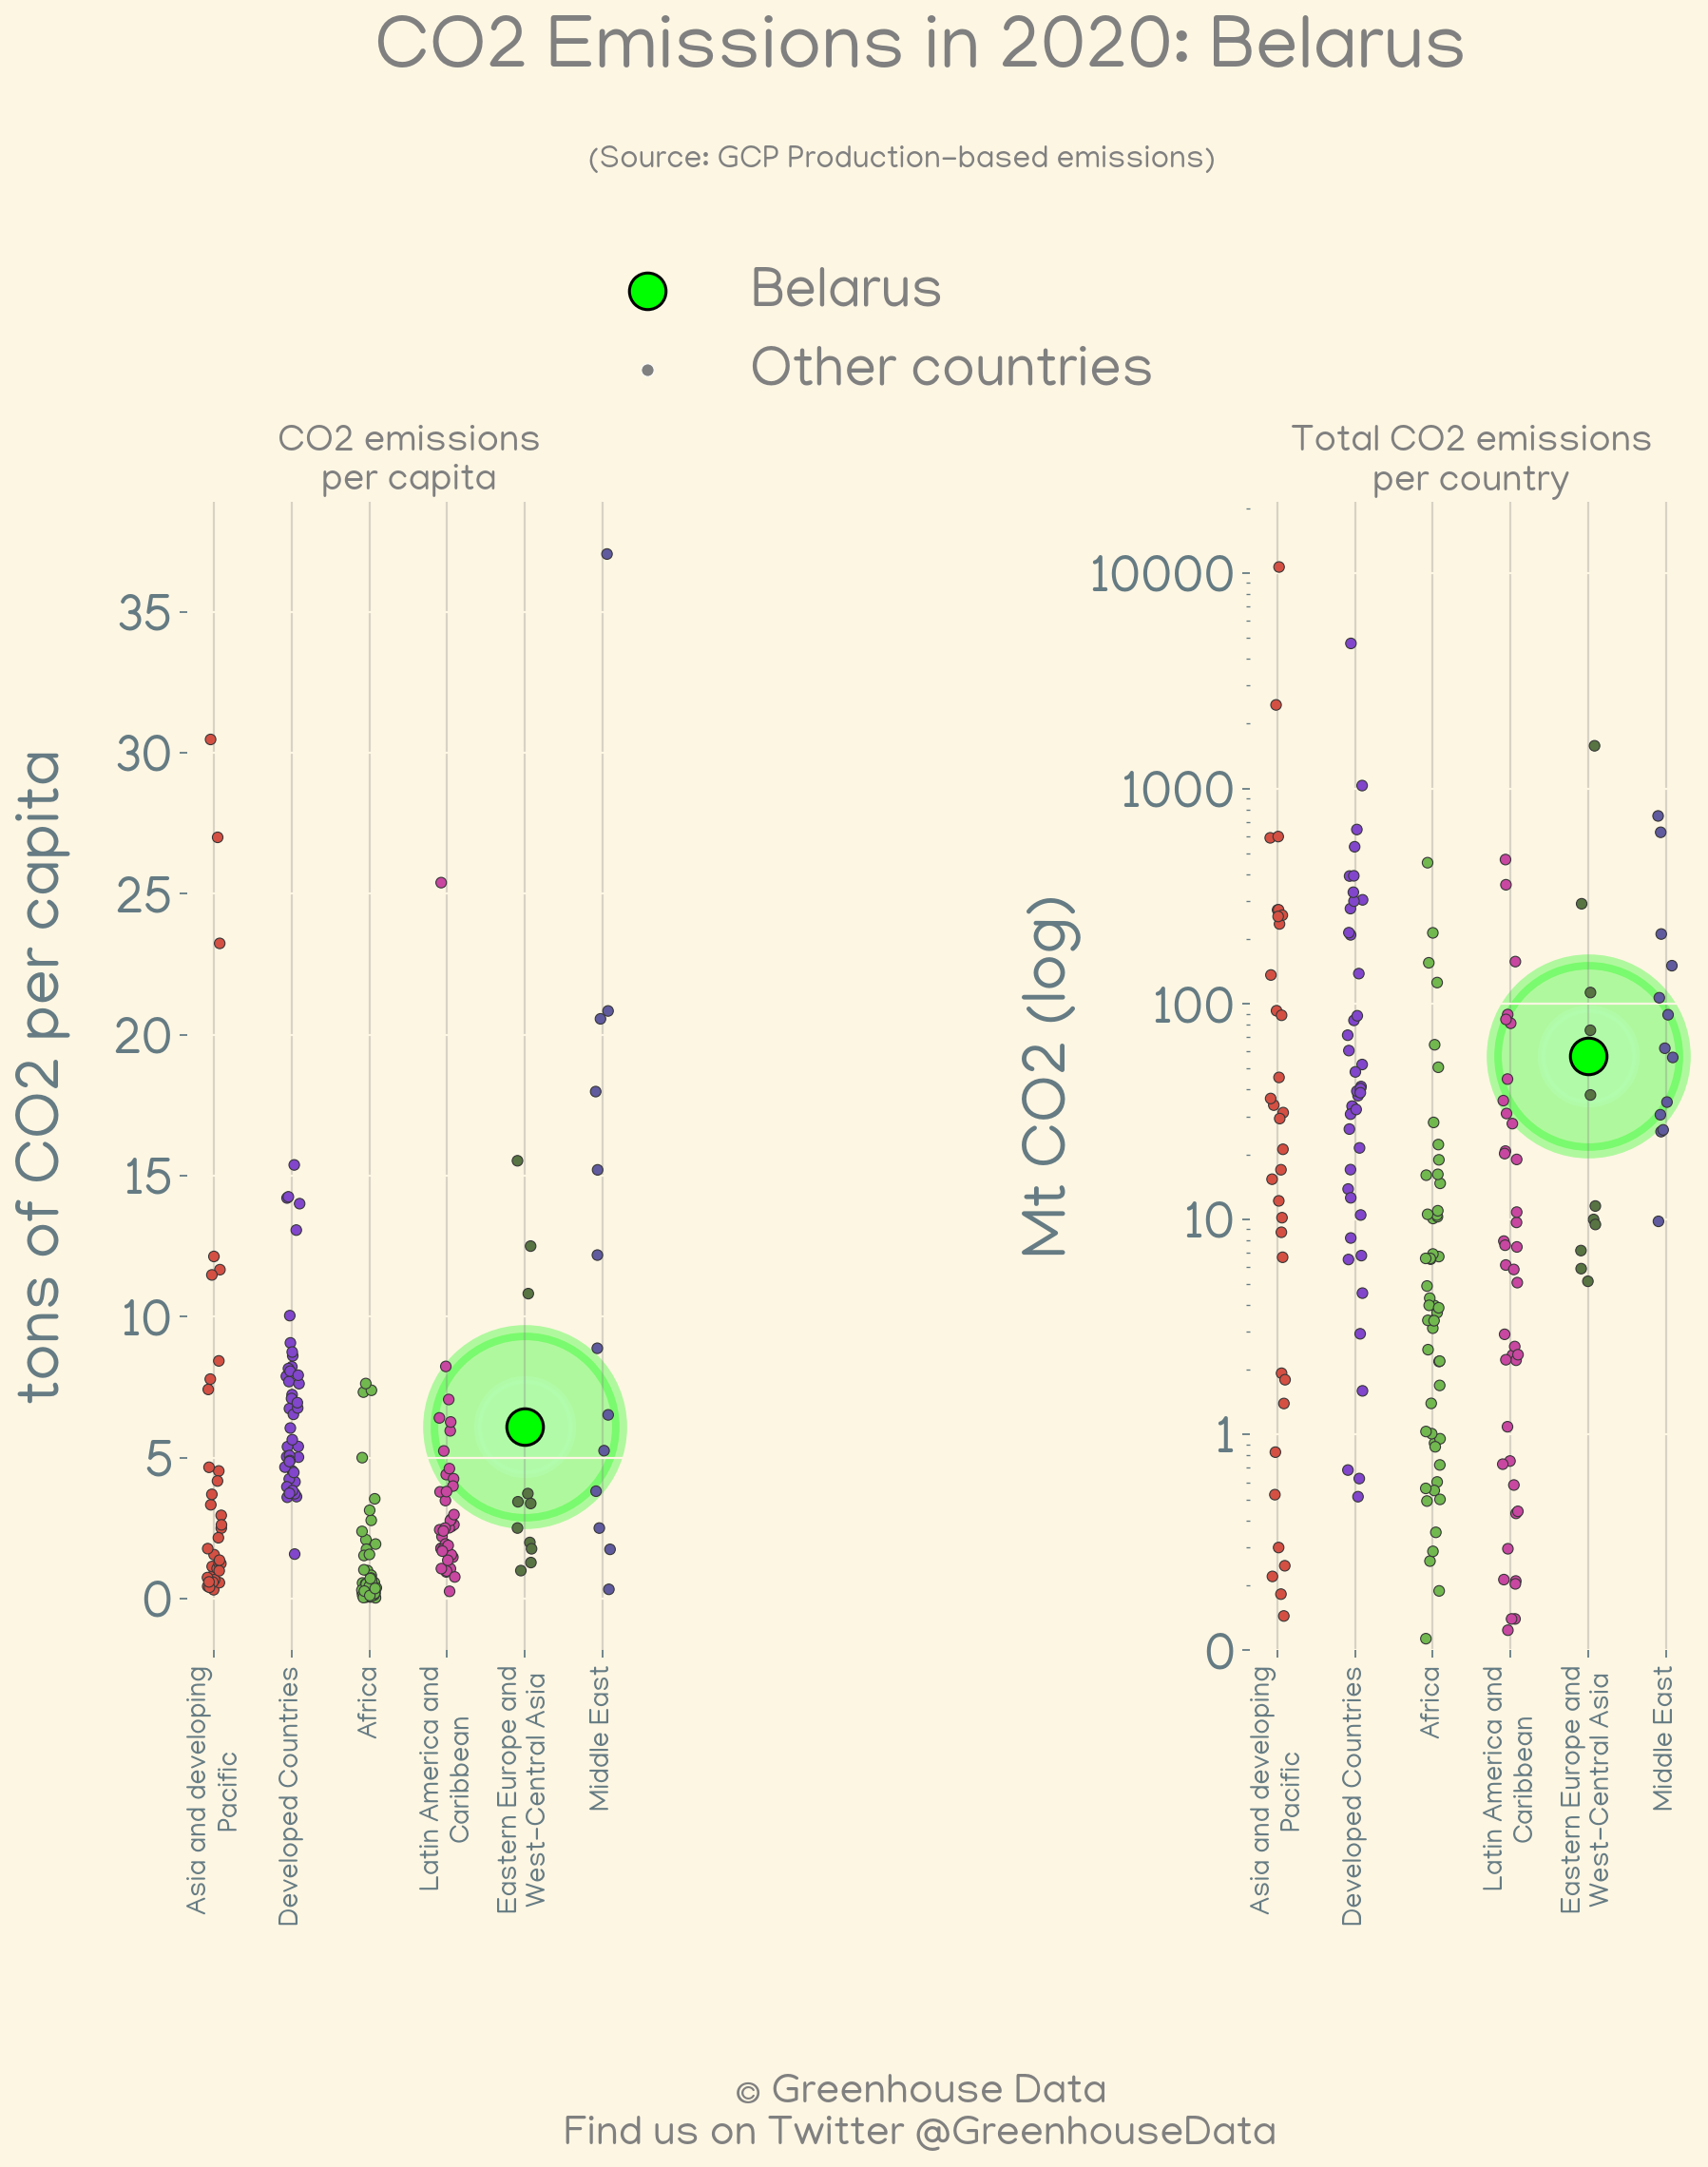 CO2 Emissions in 2020: Belarus
(Source: GCP Production-based emissions)
Belarus
Other countries
CO2 emissions
per capita
tons of CO2 per capita
35
30
25
20
15
10
5
0
Asia and developing
Pacific
Developed Countries
Africa
Latin America and
Caribbean
Eastern Europe and
West-Central Asia
Middle East
Total CO2 emissions
per country
Mt CO2 (log)
10000
1000
100
10
1
0
Asia and developing
Pacific
Developed Countries
Africa
Latin America and
Caribbean
Eastern Europe and
West-Central Asia
Middle East
© Greenhouse Data
Find us on Twitter @GreenhouseData